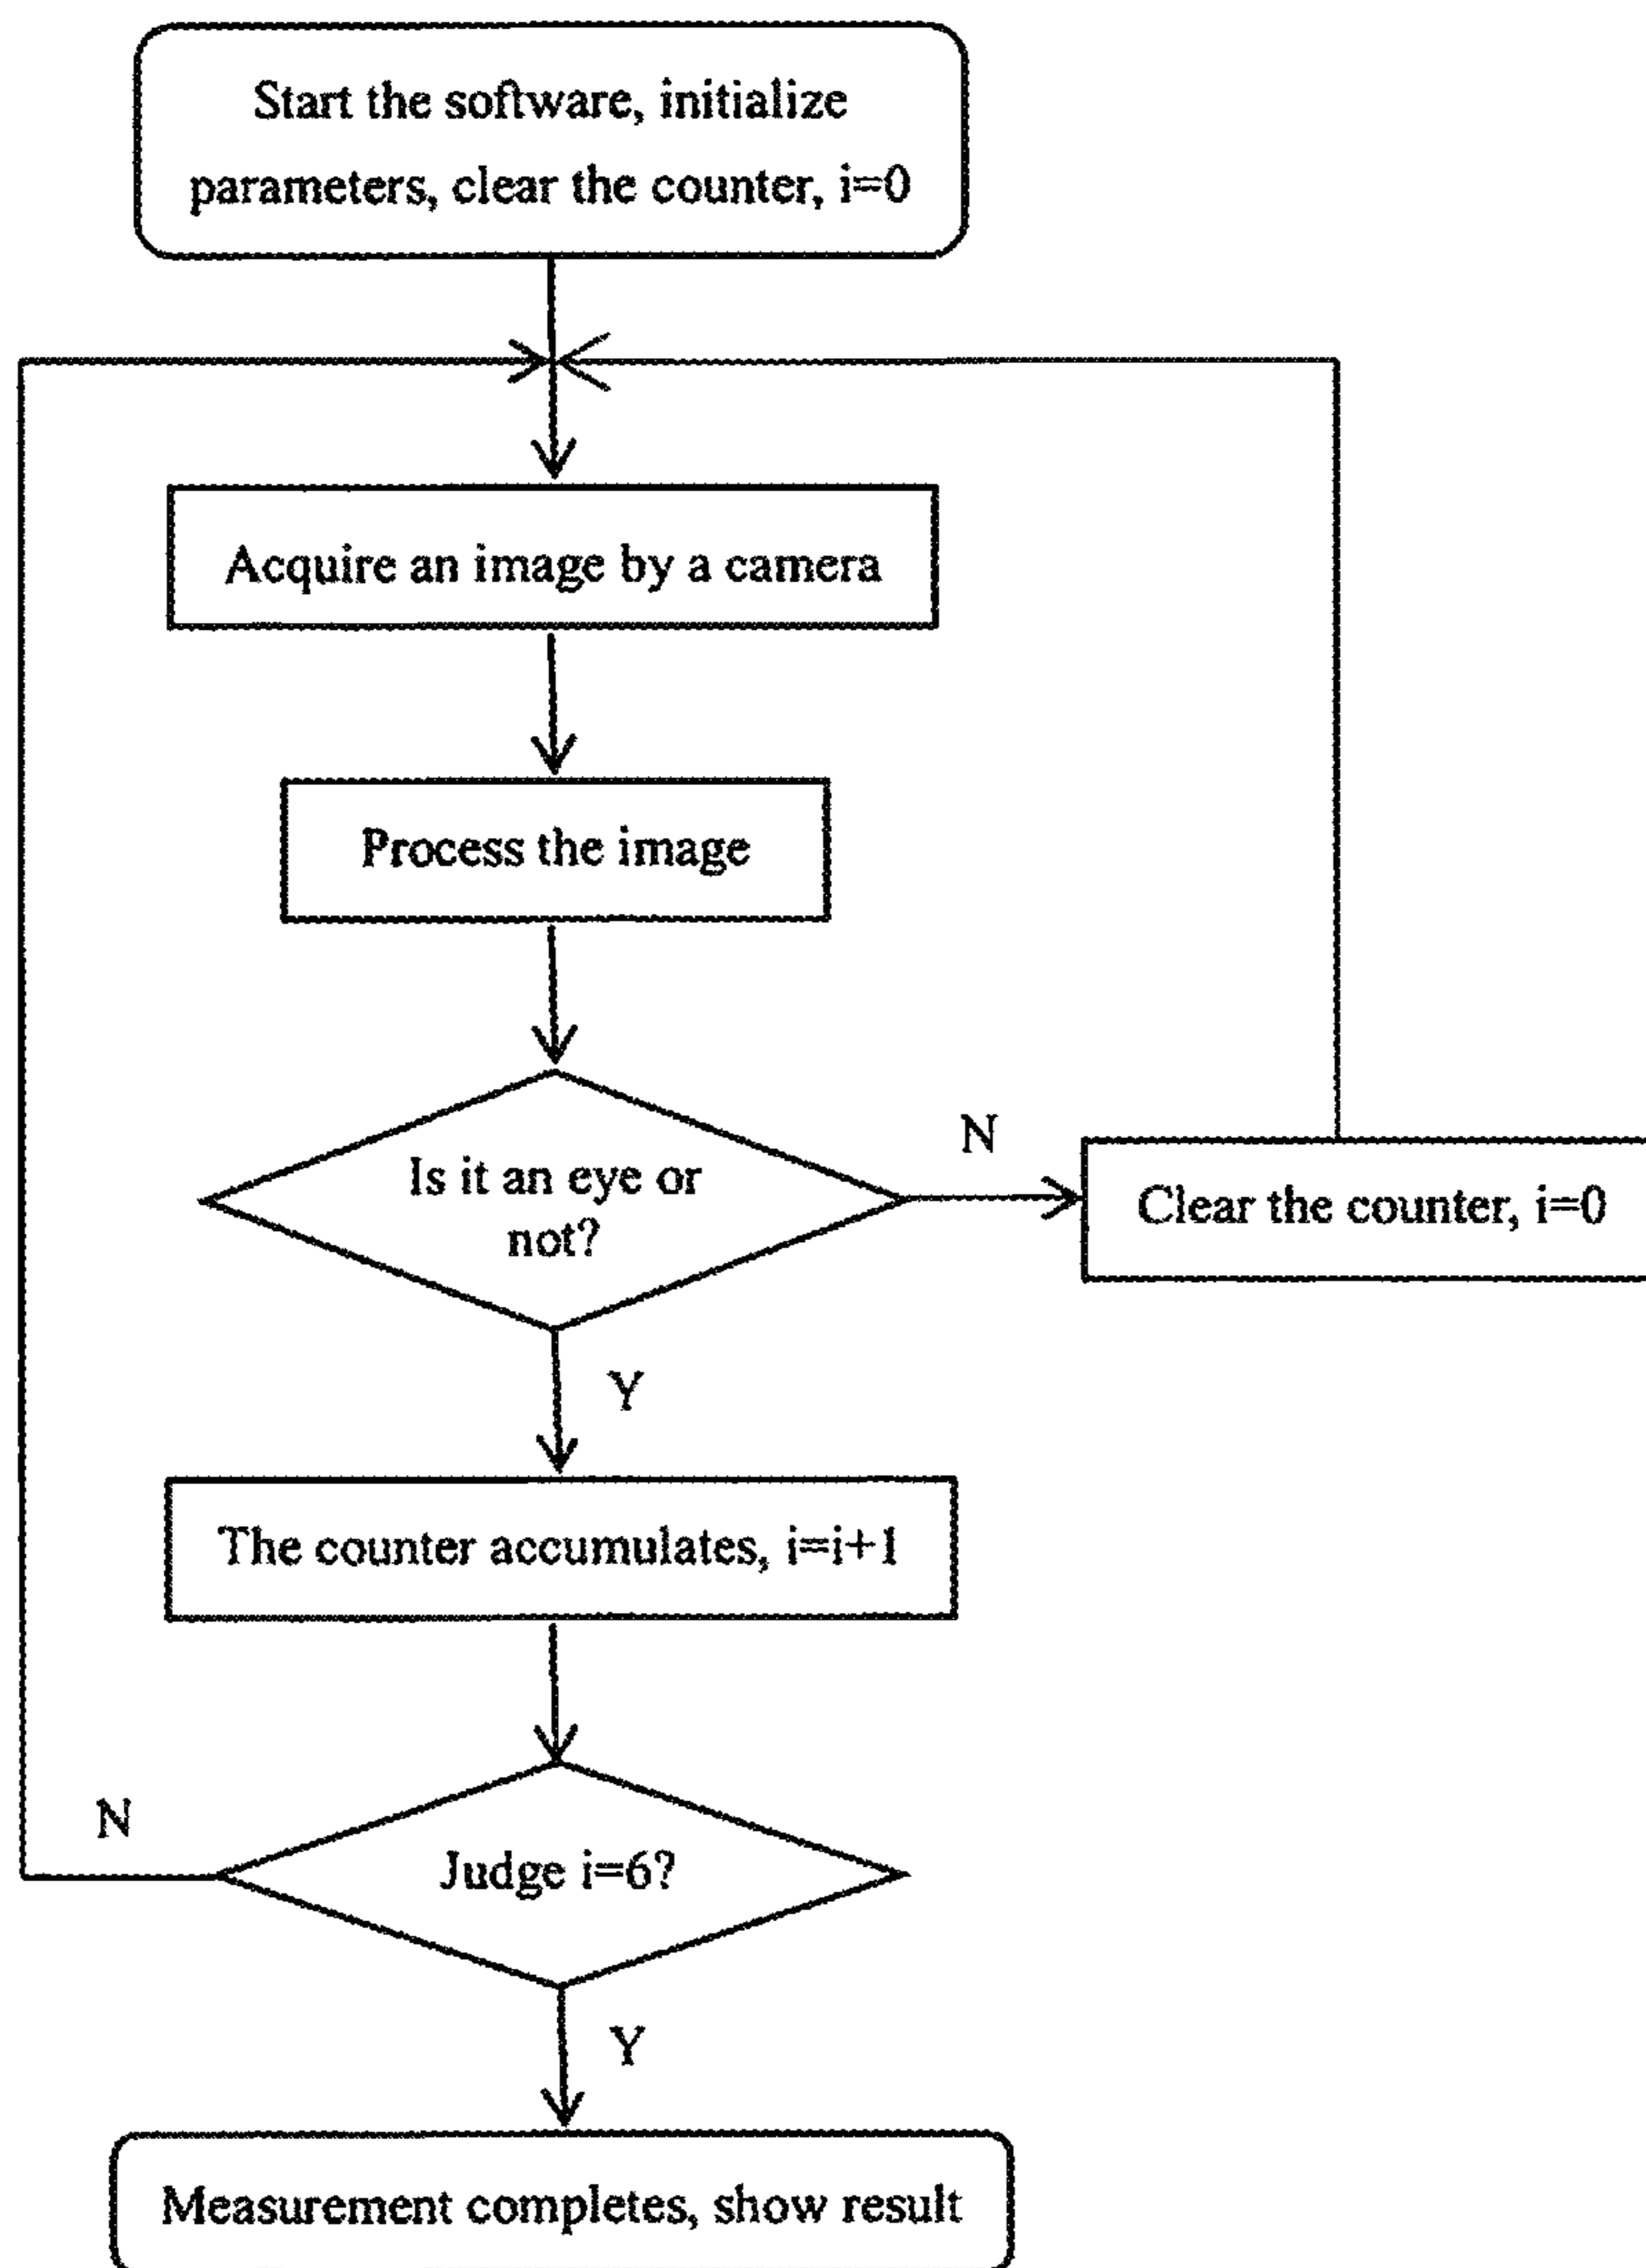 Start the software, initialize
parameters, clear the counter, i=0
Acquire an image by a camera
Process the image
Is it an eye or
not?
N
Clear the counter, i=0
Y
The counter accumulates, i=i+1
N
Judge i=6?
Y
Measurement completes, show result